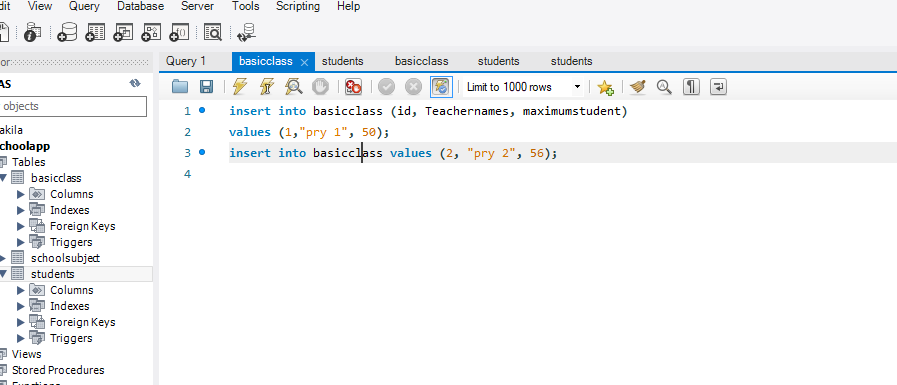 View Query Database Server Tools Scripting Help
Query 1 basicclass students basicclass students students
Limit to 1000 rows
1 insert into basicclass (id, Teachernames, maximumstudent)
2 values (1,"pry 1", 50);
3 insert into basicclass values (2, "pry 2", 56);
4
AS
objects
akila
choolapp
Tables
basicclass
Columns
Indexes
Foreign Keys
Triggers
schoolsubject
students
Columns
Indexes
Foreign Keys
Triggers
Views
Stored Procedures